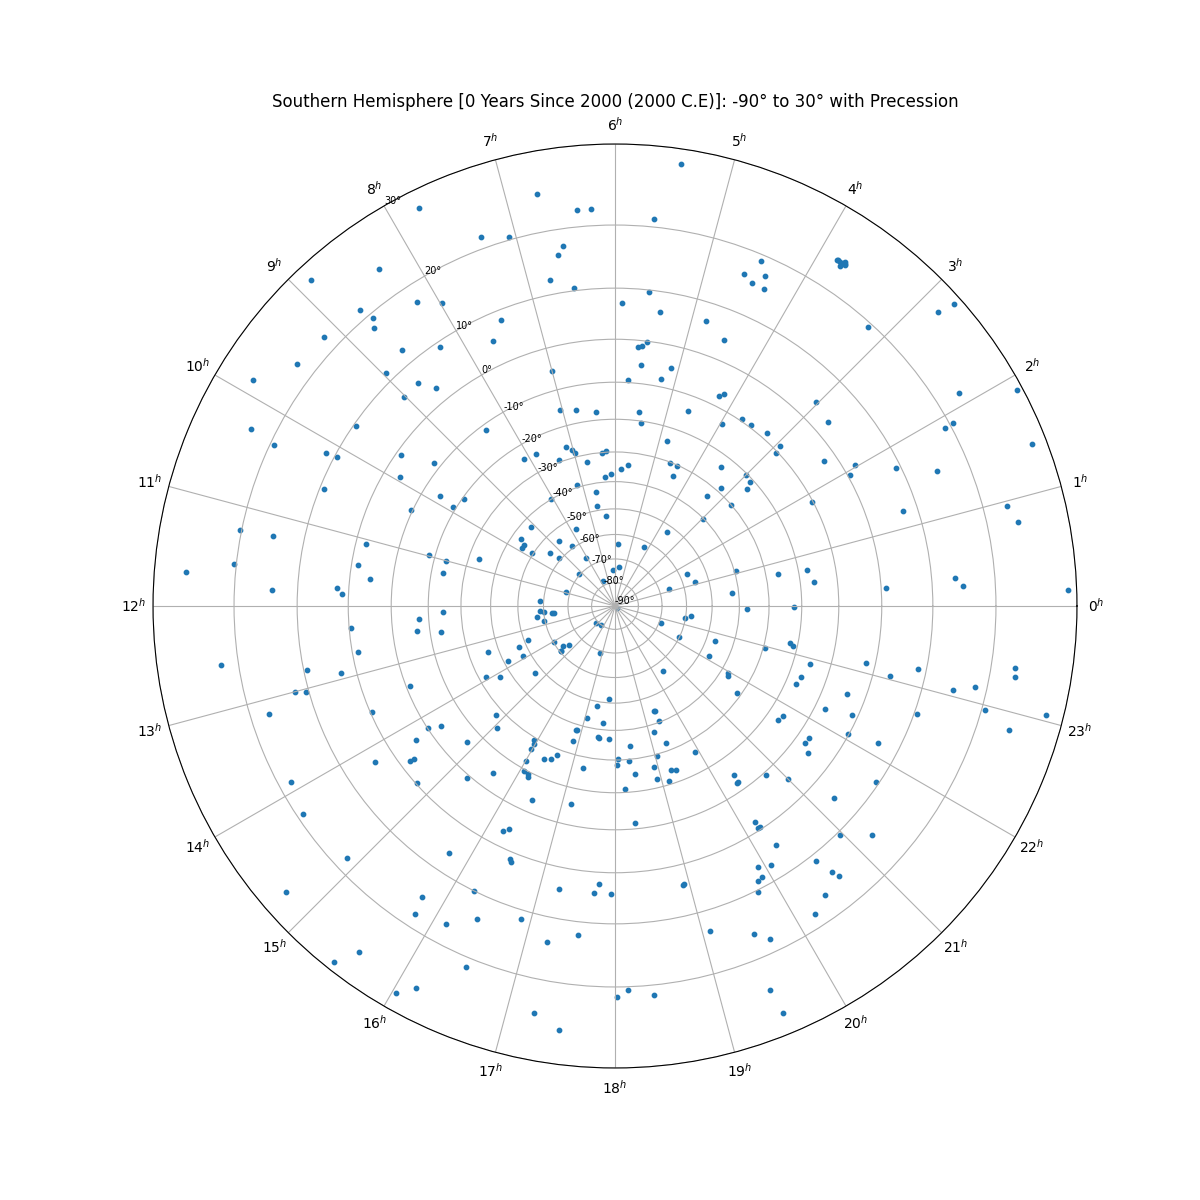 Southern Hemisphere [0 Years Since 2000 (2000 C.E)]: -90° to 30° with Precession
6h
7h
5h
8h
4h
30°
9h
3h
20°
10°
10h
2h
0°
-10°
-20°
-30°
11h
1h
-40°
-50°
-60°
-70°
-80°
-90°
12h
0h
13h
23h
14h
22h
15h
21h
16h
20h
17h
19h
18h